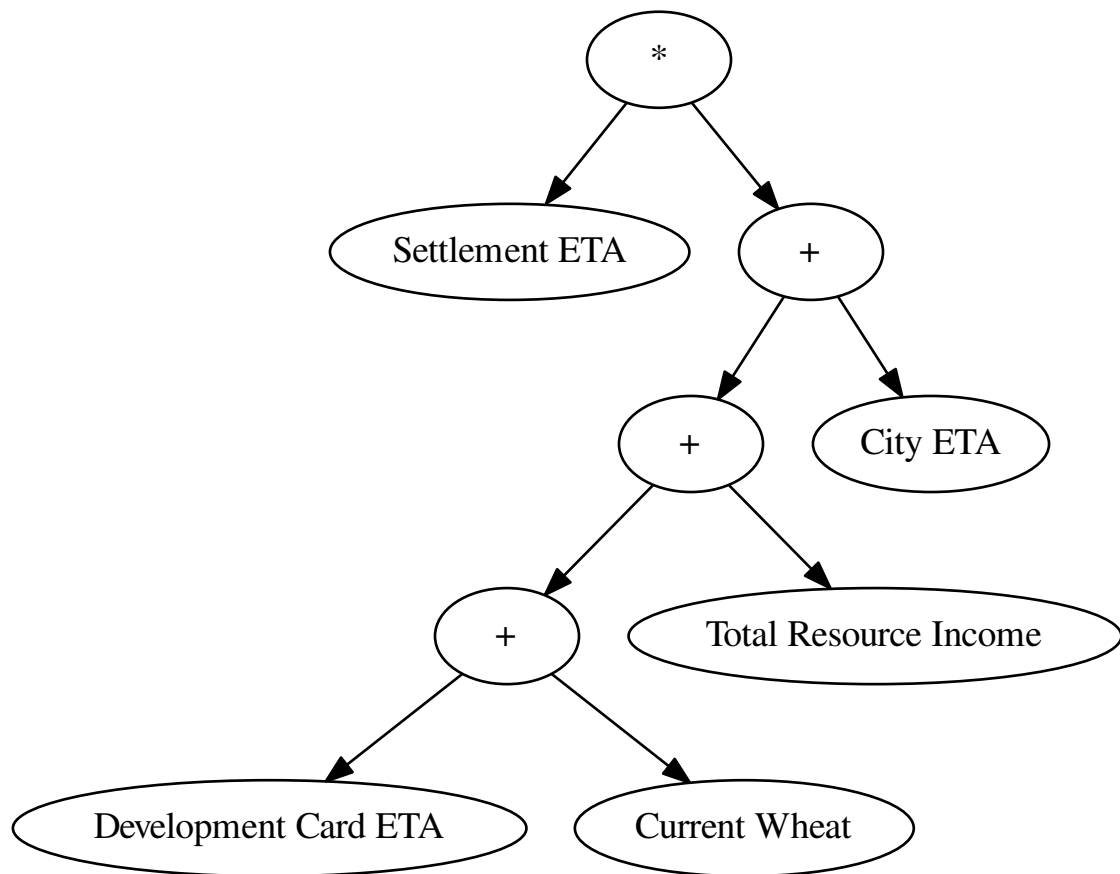 *
Settlement ETA
+
+
City ETA
+
Total Resource Income
Development Card ETA
Current Wheat